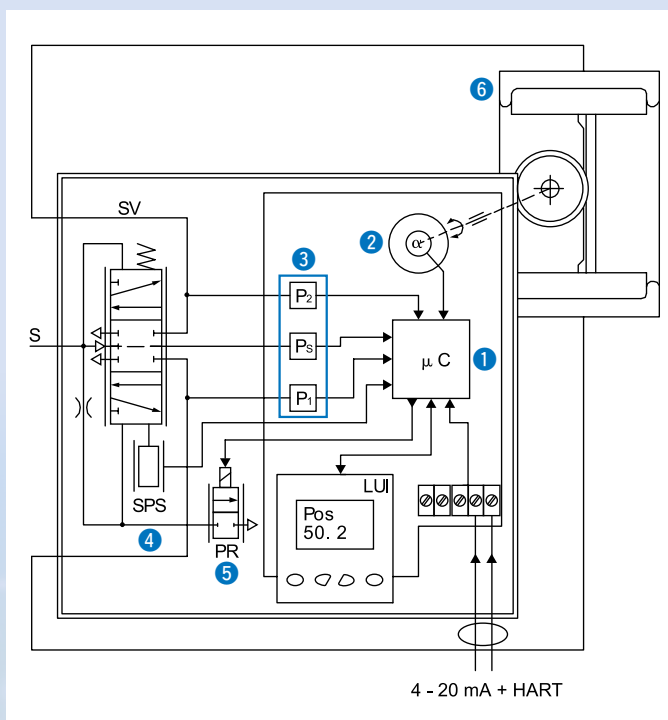 6
SV
2
α
3
P2
S
PS
μ C
1
P1
LUI
SPS
Pos
50. 2
4
PR
5
4 - 20 mA + HART